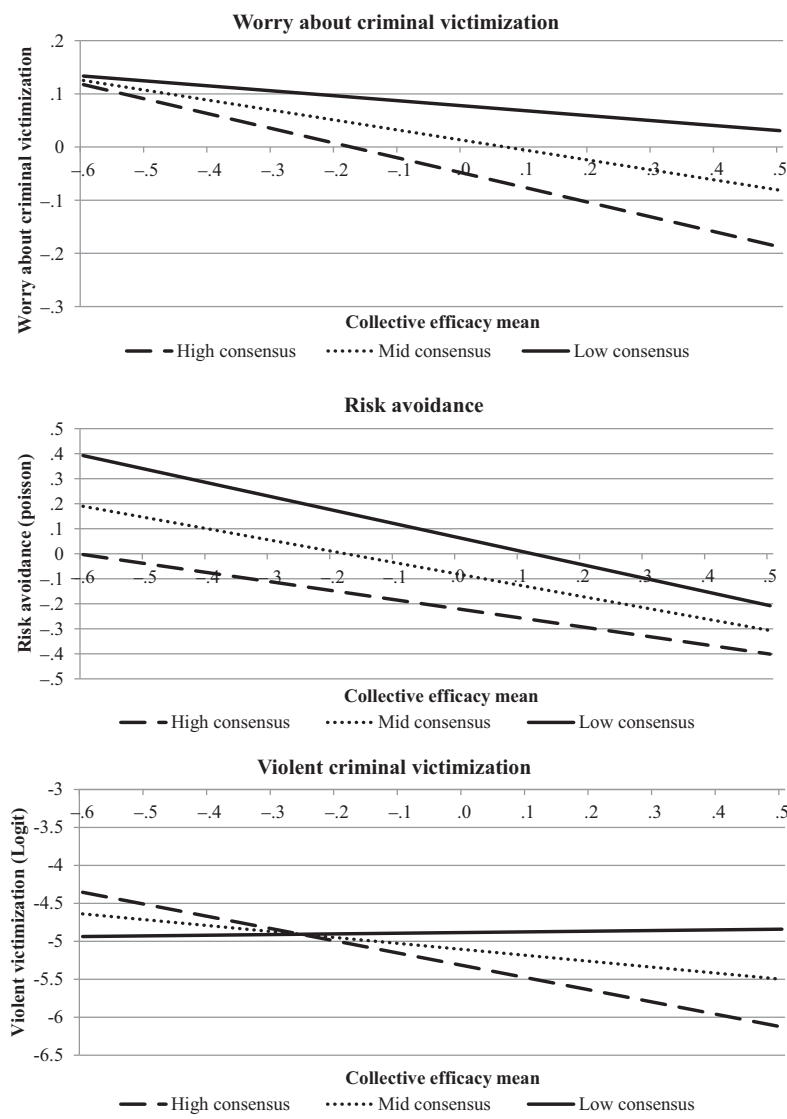 Worry about criminal victimization
Worry about criminal victimization
.2
0.1
0
–.6 –.5 –.4 –.3 –.2 –.1 .0 .1 0.2 .3 .4 .5
–.1
–.2
–.3
Collective efficacy mean
High consensus Mid consensus Low consensus
Risk avoidance
Risk avoidance (poisson)
.5
.4
.3
.2
.1
0
–.6 –.5 –.4 –.3 –.2 –.1 .0 .1 .2 .3 .4 .5
–.1
–.2
–.3
–.4
–.5
Collective efficacy mean
High consensus Mid consensus Low consensus
Violent criminal victimization
Violent victimization (Logit)
-3
–.6 –.5 –.4 –.3 –.2 –.1 .0 .1 .2 .3 .4 .5
-3.5
-4
-4.5
-5
-5.5
-6
-6.5
Collective efficacy mean
High consensus Mid consensus Low consensus